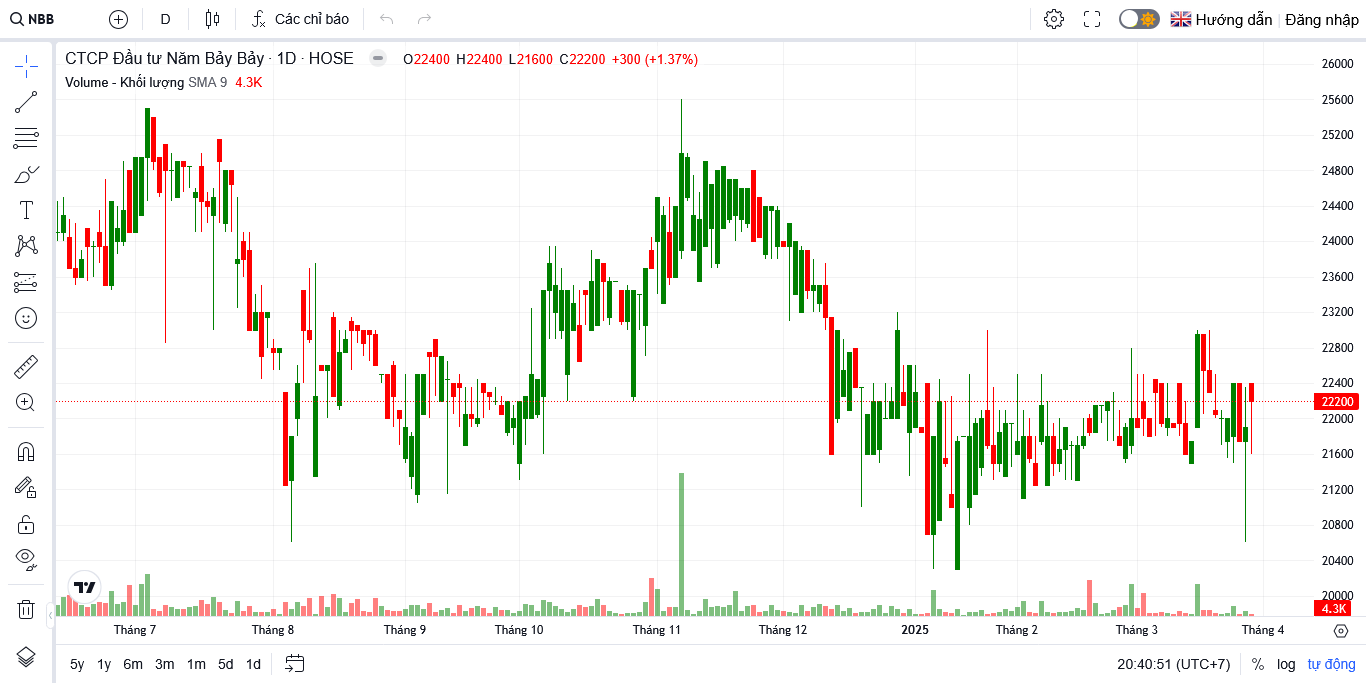 NBB D Các chỉ báo Hướng dẫn Đăng nhập
CTCP Đầu tư Năm Bảy Bảy · 1D · HOSE O22400 H22400 L21600 C22200 +300 (+1.37%)
Volume - Khối lượng SMA 9 4.3K
26000
25600
25200
24800
24400
24000
23600
23200
22800
22400
22200
22000
21600
21200
20800
20400
20000
4.3K
Tháng 7 Tháng 8 Tháng 9 Tháng 10 Tháng 11 Tháng 12 2025 Tháng 2 Tháng 3 Tháng 4
5y 1y 6m 3m 1m 5d 1d 20:40:51 (UTC+7) % log tự động